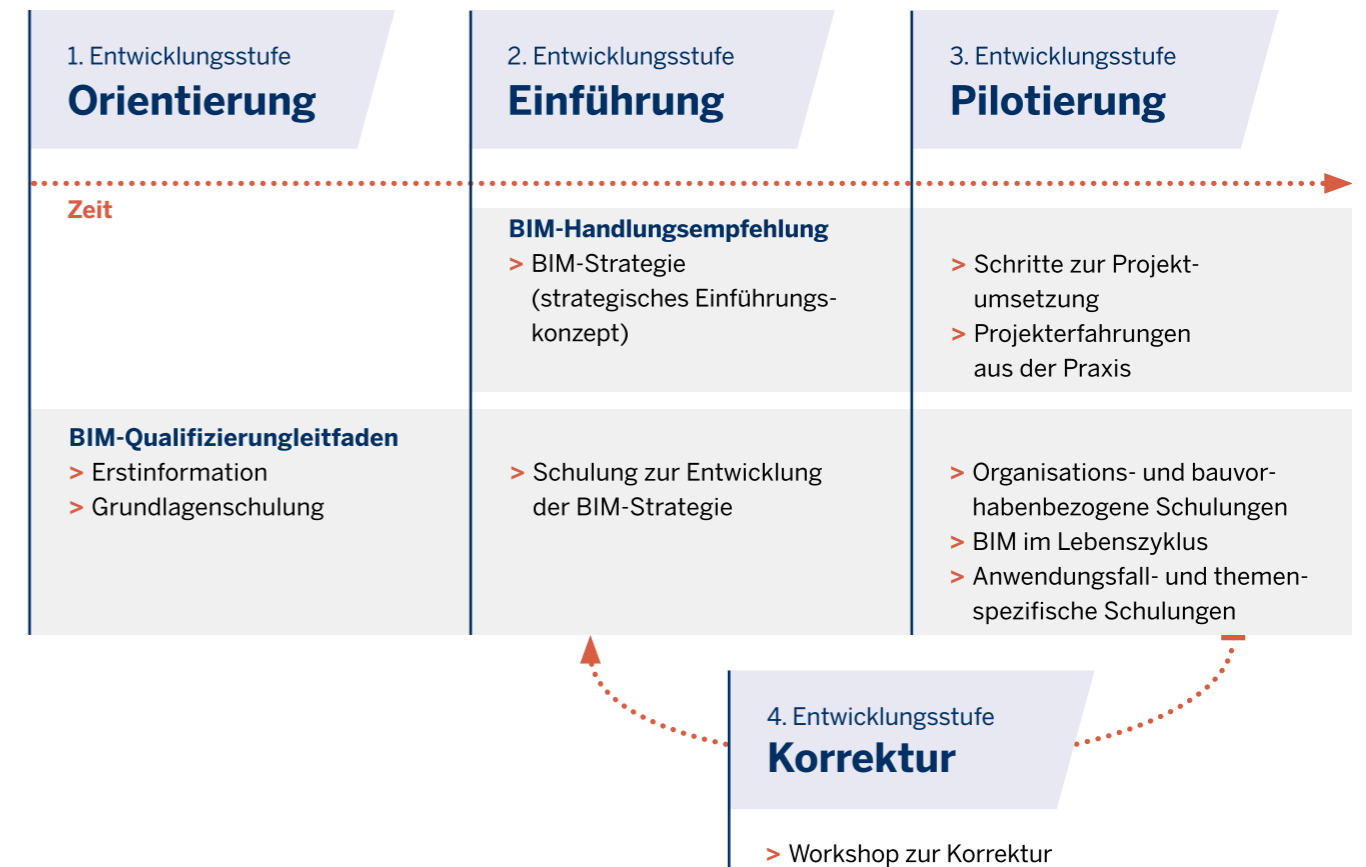 1. Entwicklungsstufe
Orientierung
2. Entwicklungsstufe
Einführung
3. Entwicklungsstufe
Pilotierung
Zeit
BIM-Handlungsempfehlung
> BIM-Strategie
(strategisches Einführungs-
konzept)
> Schritte zur Projekt-
umsetzung
> Projekterfahrungen
aus der Praxis
BIM-Qualifizierungleitfaden
> Erstinformation
> Grundlagenschulung
> Schulung zur Entwicklung
der BIM-Strategie
> Organisations- und bauvor-
habenbezogene Schulungen
> BIM im Lebenszyklus
> Anwendungsfall- und themen-
spezifische Schulungen
4. Entwicklungsstufe
Korrektur
> Workshop zur Korrektur